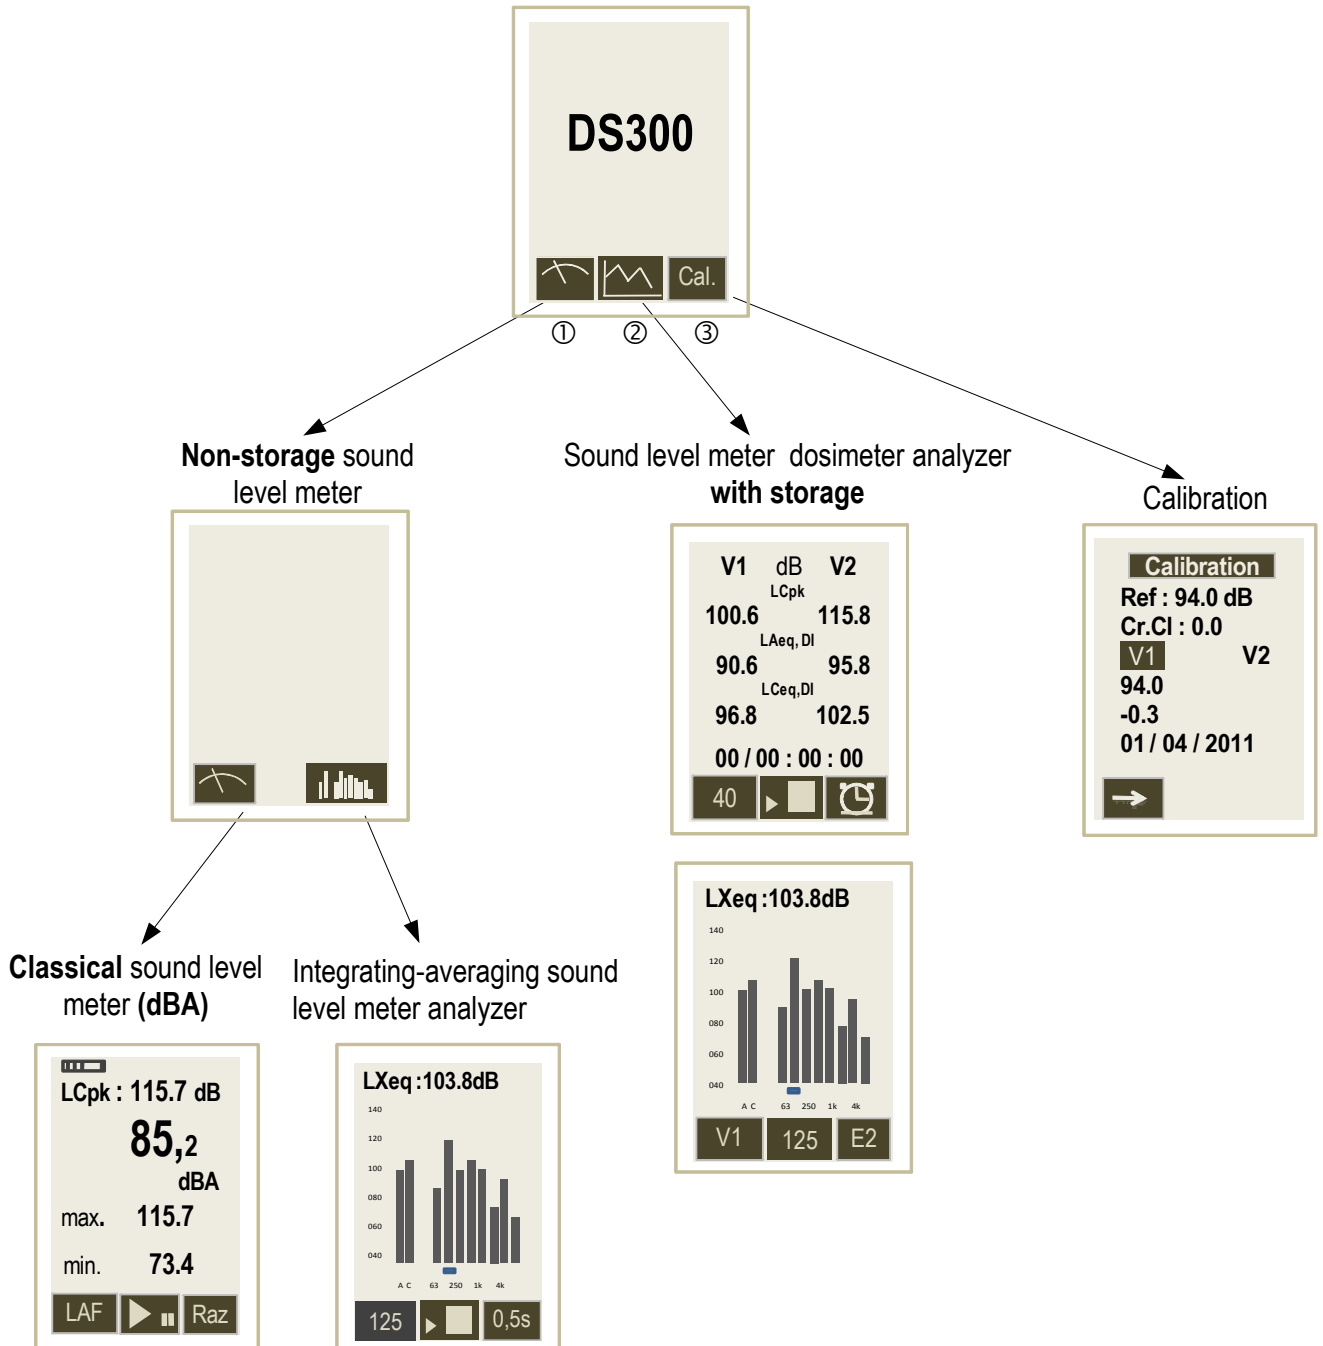 DS300
Cal.
① ② ③
Non-storage sound
level meter
Sound level meter dosimeter analyzer
with storage
Calibration
V1 dB V2
LCpk
100.6 115.8
LAeq, DI
90.6 95.8
LCeq,DI
96.8 102.5
00 / 00 : 00 : 00
40
Calibration
Ref : 94.0 dB
Cr.Cl : 0.0
V1 V2
94.0
-0.3
01 / 04 / 2011
LXeq :103.8dB
140
120
100
080
060
040
A C 63 250 1k 4k
V1 125 E2
Classical sound level
meter (dBA)
Integrating-averaging sound
level meter analyzer
LCpk : 115.7 dB
85,2
dBA
max. 115.7
min. 73.4
LAF Raz
LXeq :103.8dB
140
120
100
080
060
040
A C 63 250 1k 4k
125 0,5s